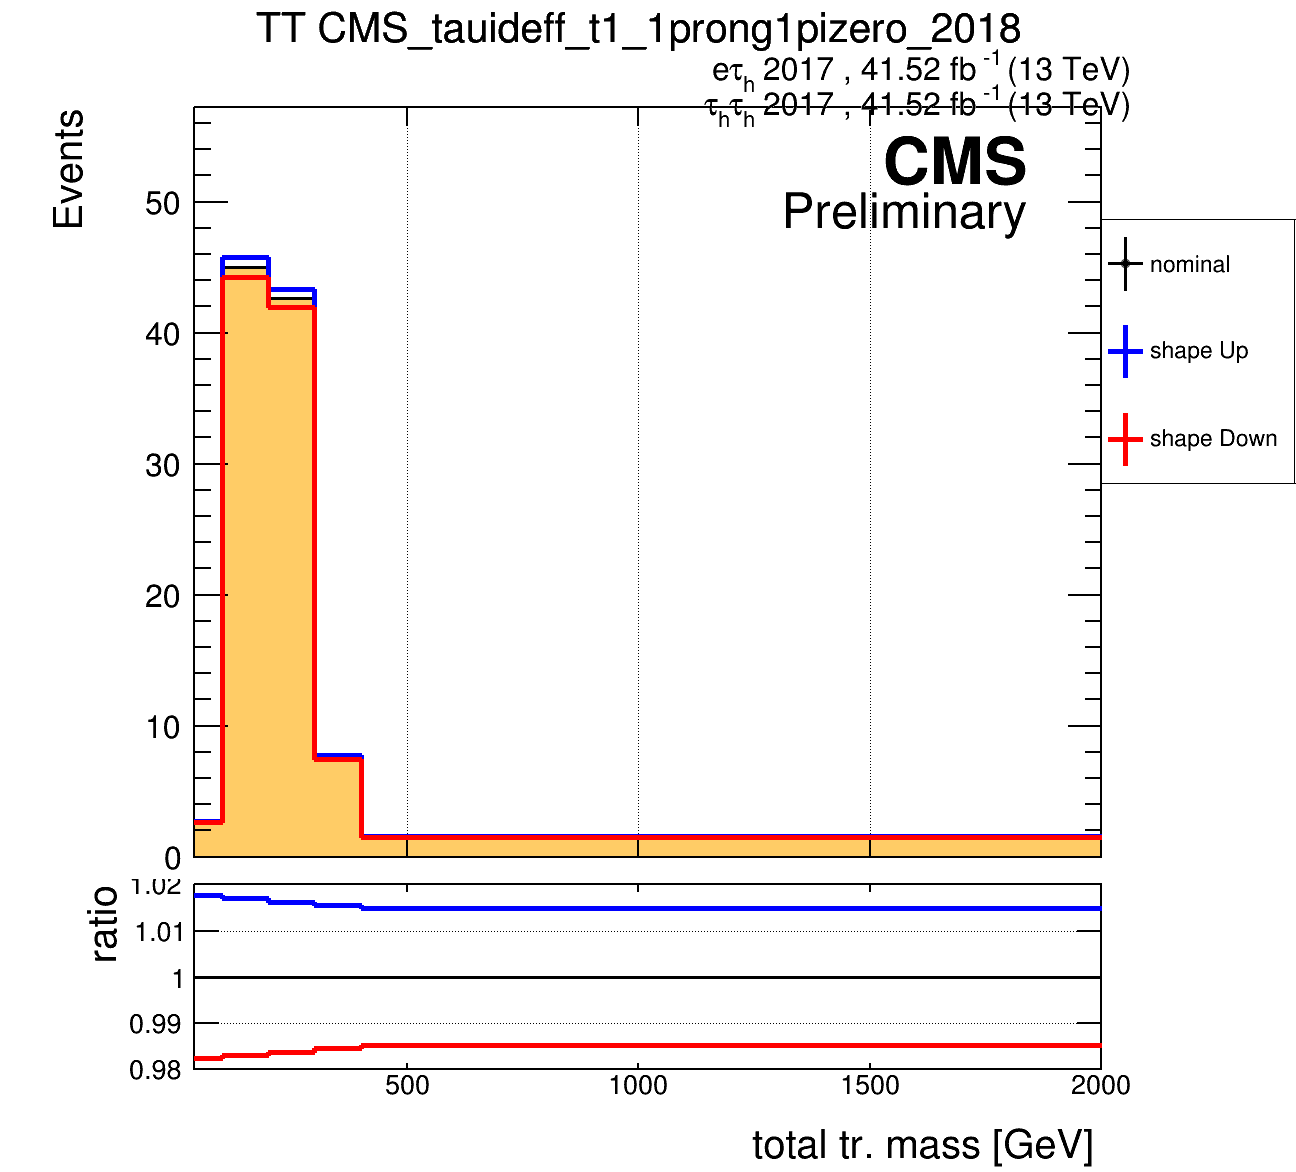 TT CMS_tauideff_t1_1prong1pizero_2018
eτh 2017 , 41.52 fb -1 (13 TeV)
τhτh 2017 , 41.52 fb -1 (13 TeV)
CMS
Preliminary
Events
50
40
30
20
10
0
nominal
shape Up
shape Down
ratio
1.02
1.01
1
0.99
0.98
500
1000
1500
2000
total tr. mass [GeV]